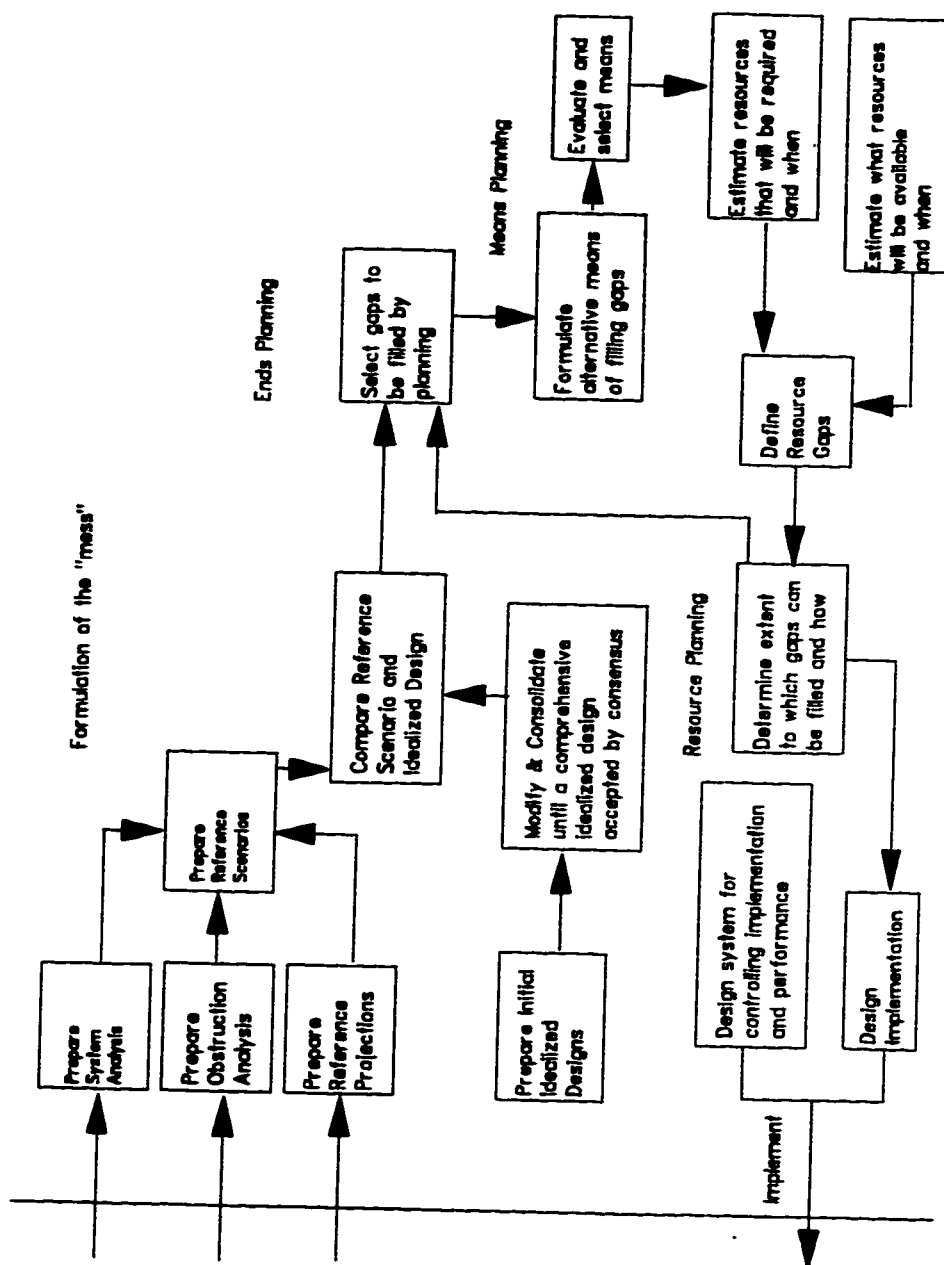 Formulation of the "mess"
Prepare
System
Analysis
Prepare
Obstruction
Analysis
Prepare
Reference
Projections
Prepare
Reference
Scenarios
Compare Reference
Scenario and
Idealized Design
Prepare Initial
Idealized
Designs
Modify & Consolidate
until a comprehensive
idealized design
accepted by consensus
Ends Planning
Select gaps to
be filled by
planning
Means Planning
Formulate
alternative means
of filling gaps
Evaluate and
select means
Estimate resources
that will be required
and when
Estimate what resources
will be available
and when
Define
Resource
Gaps
Resource Planning
Determine extent
to which gaps can
be filled and how
Design system for
controlling implementation
and performance
Design
Implementation
Implement